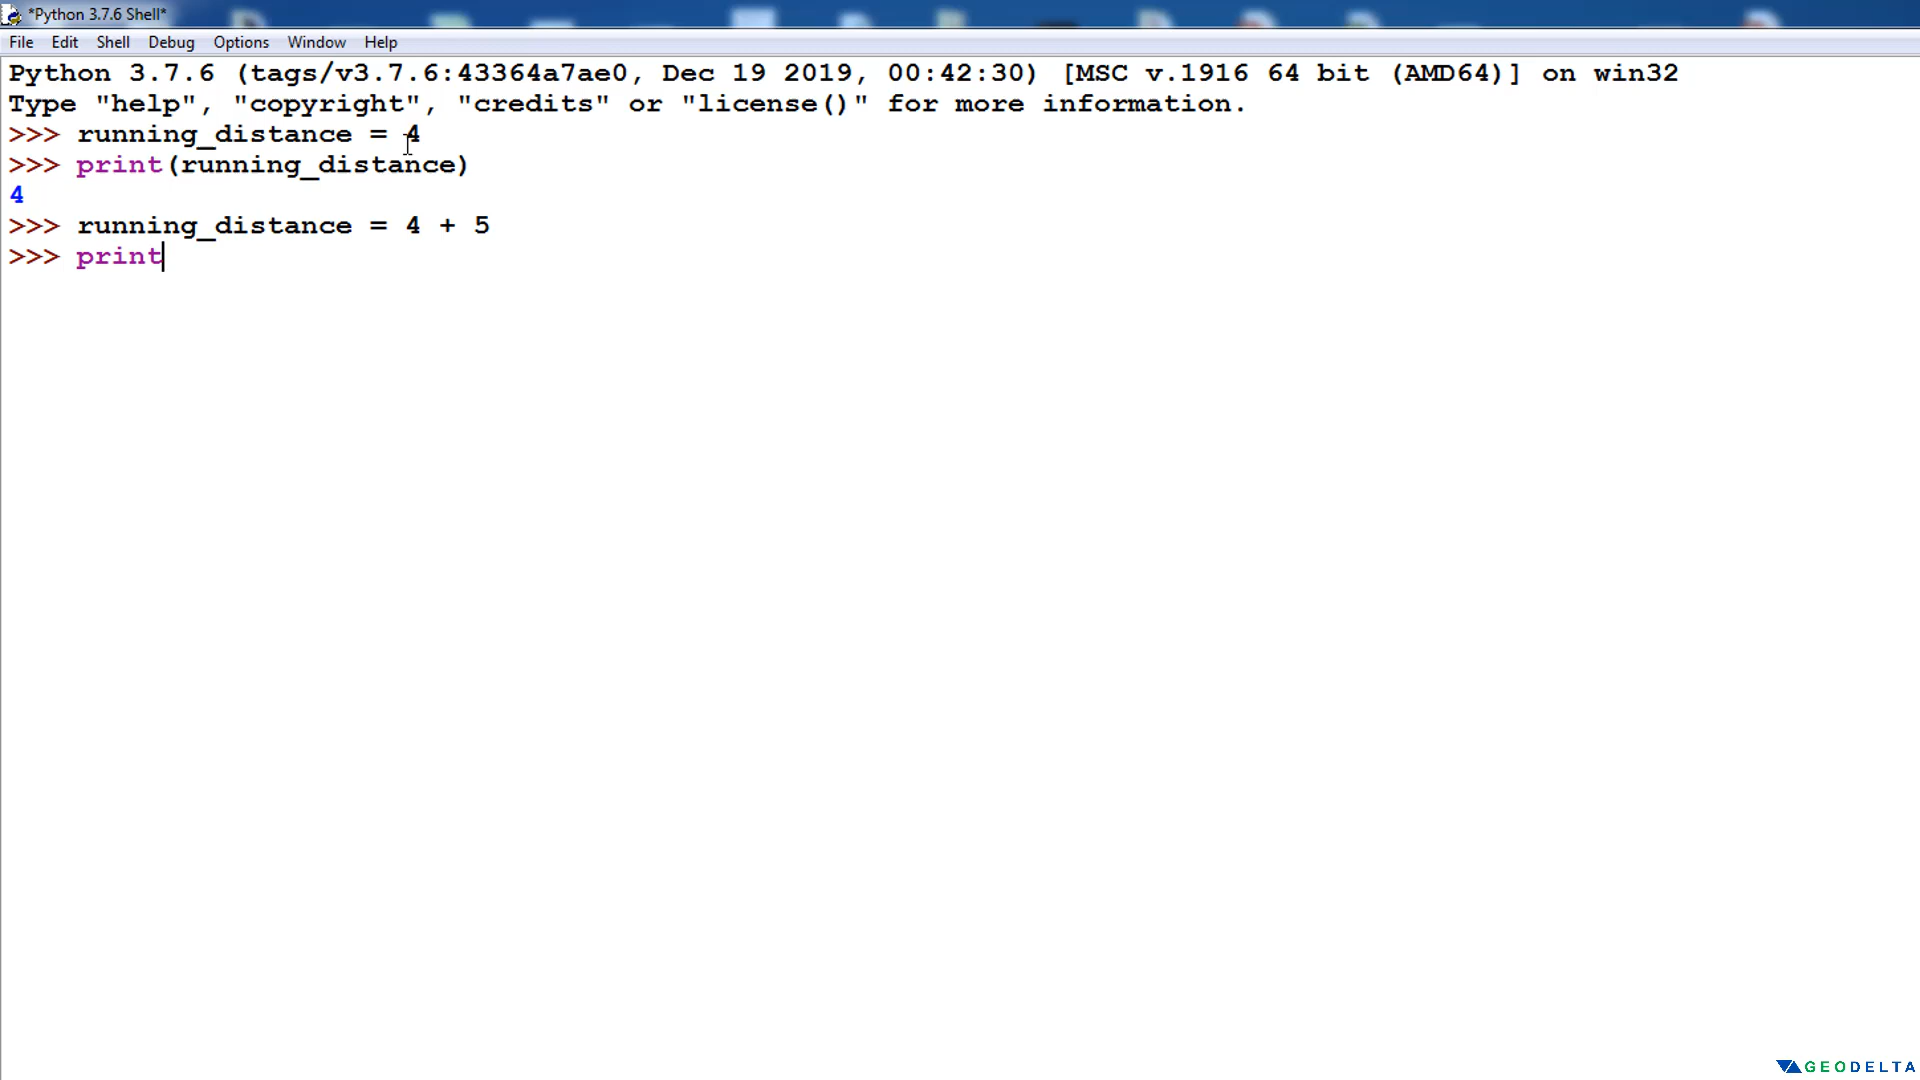 *Python 3.7.6 Shell*
File Edit Shell Debug Options Window Help
Python 3.7.6 (tags/v3.7.6:43364a7ae0, Dec 19 2019, 00:42:30) [MSC v.1916 64 bit (AMD64)] on win32
Type "help", "copyright", "credits" or "license()" for more information.
>>> running_distance = 4
>>> print(running_distance)
4
>>> running_distance = 4 + 5
>>> print
GEODELTA